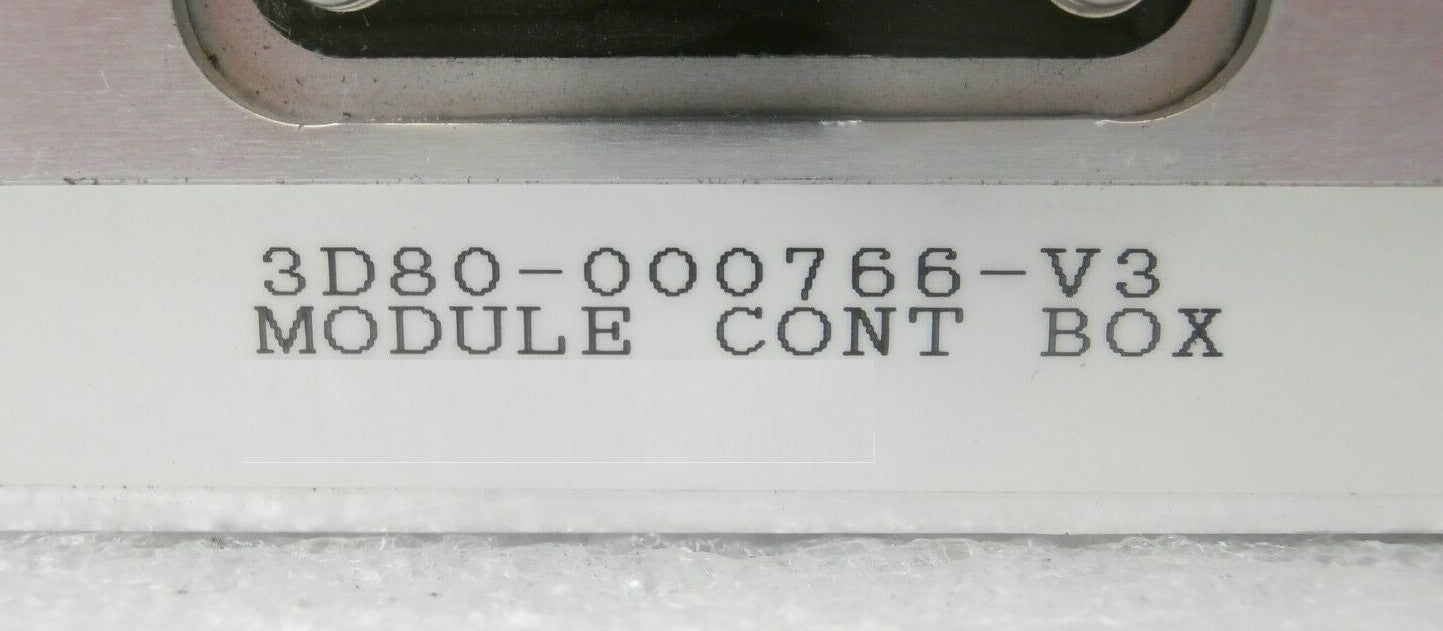 3D80-000766-V3
MODULE CONT BOX